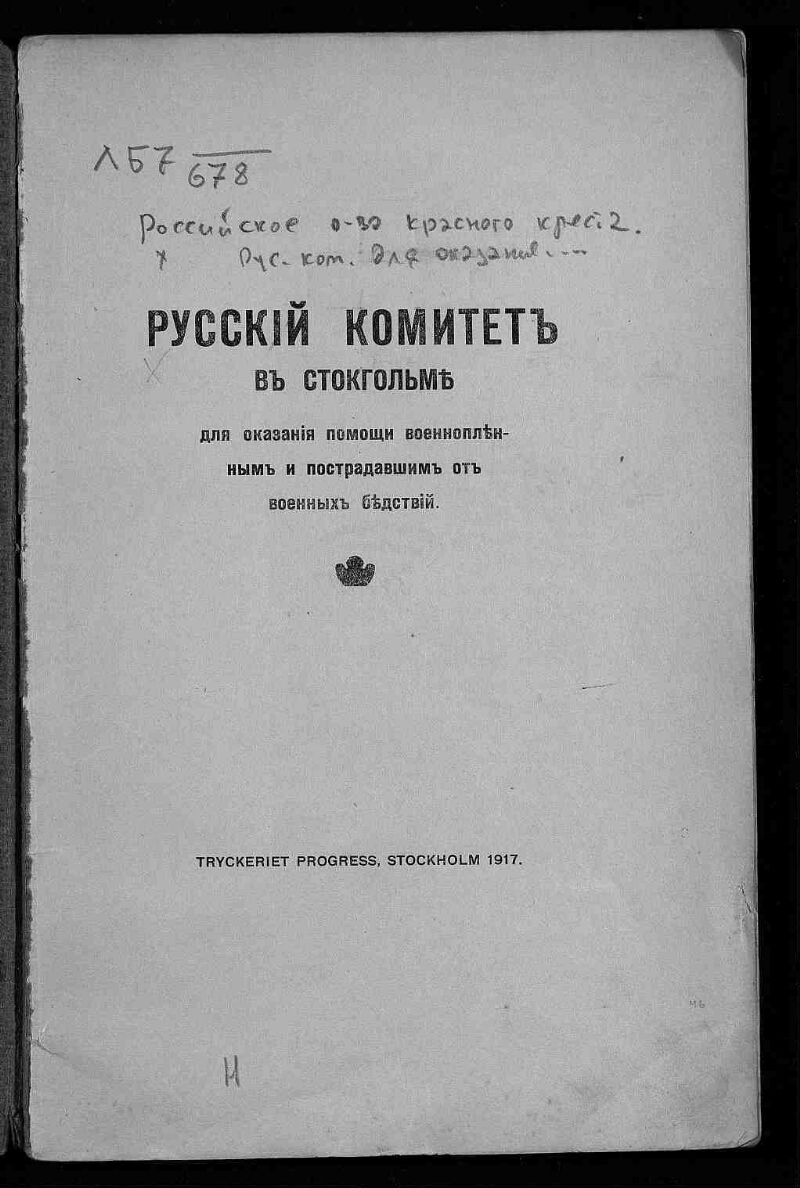 Л57 678
Российское о-во Красного креста.
Рус. ком. для оказания...
РУССКІЙ КОМИТЕТЪ
ВЪ СТОКГОЛЬМѢ
для оказанія помощи военноплѣн-
нымъ и пострадавшимъ отъ
военныхъ бѣдствій.
TRYCKERIET PROGRESS, STOCKHOLM 1917.
Н